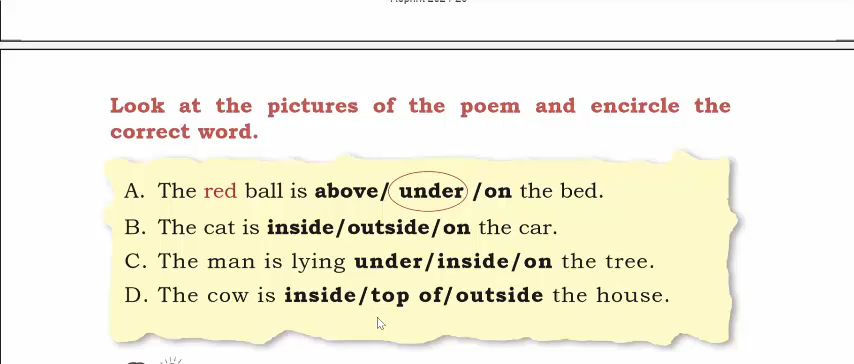 Look at the pictures of the poem and encircle the
correct word.
A. The red ball is above/ under /on the bed.
B. The cat is inside/outside/on the car.
C. The man is lying under/inside/on the tree.
D. The cow is inside/top of/outside the house.